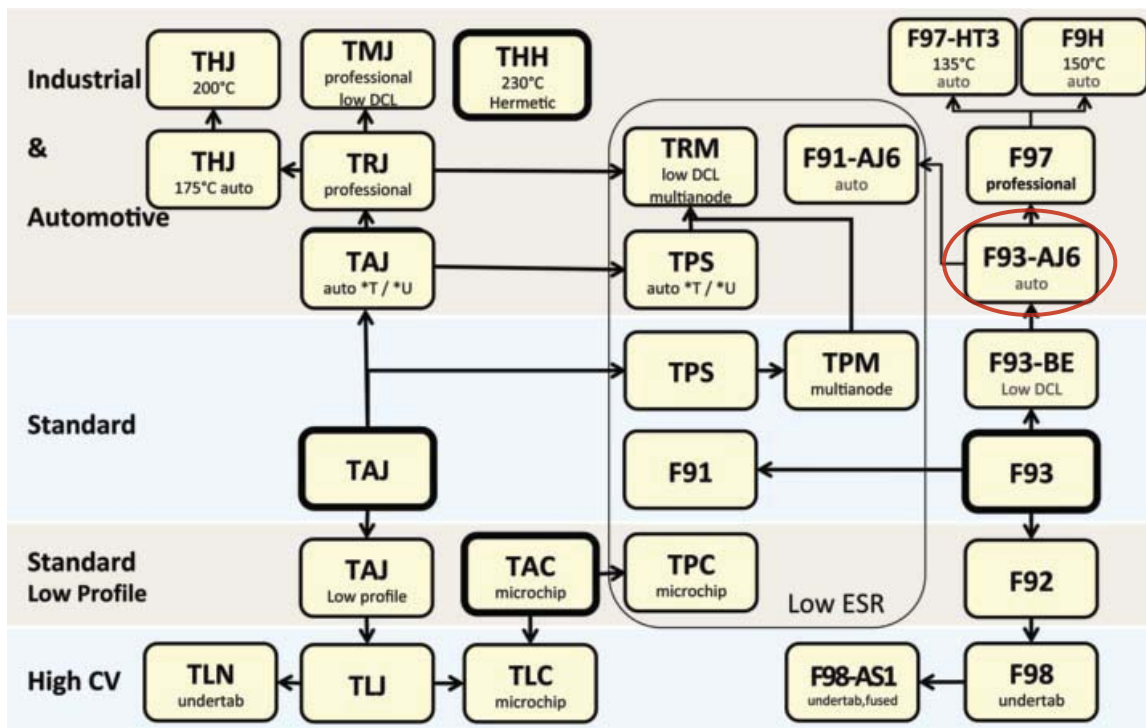 Industrial
&
Automotive
THJ
200°C
TMJ
professional
low DCL
THH
230°C
Hermetic
F97-HT3
135°C
auto
F9H
150°C
auto
THJ
175°C auto
TRJ
professional
TRM
low DCL
multianode
F91-AJ6
auto
F97
professional
TAJ
auto *T / *U
TPS
auto *T / *U
F93-AJ6
auto
Standard
TPS
TPM
multianode
F93-BE
Low DCL
TAJ
F91
F93
Standard
Low Profile
TAJ
Low profile
TAC
microchip
TPC
microchip
Low ESR
F92
High CV
TLN
undertab
TLJ
TLC
microchip
F98-AS1
undertab,fused
F98
undertab